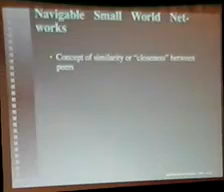 Navigable Small World Net-
works
• Concept of similarity or "closeness" between
peers